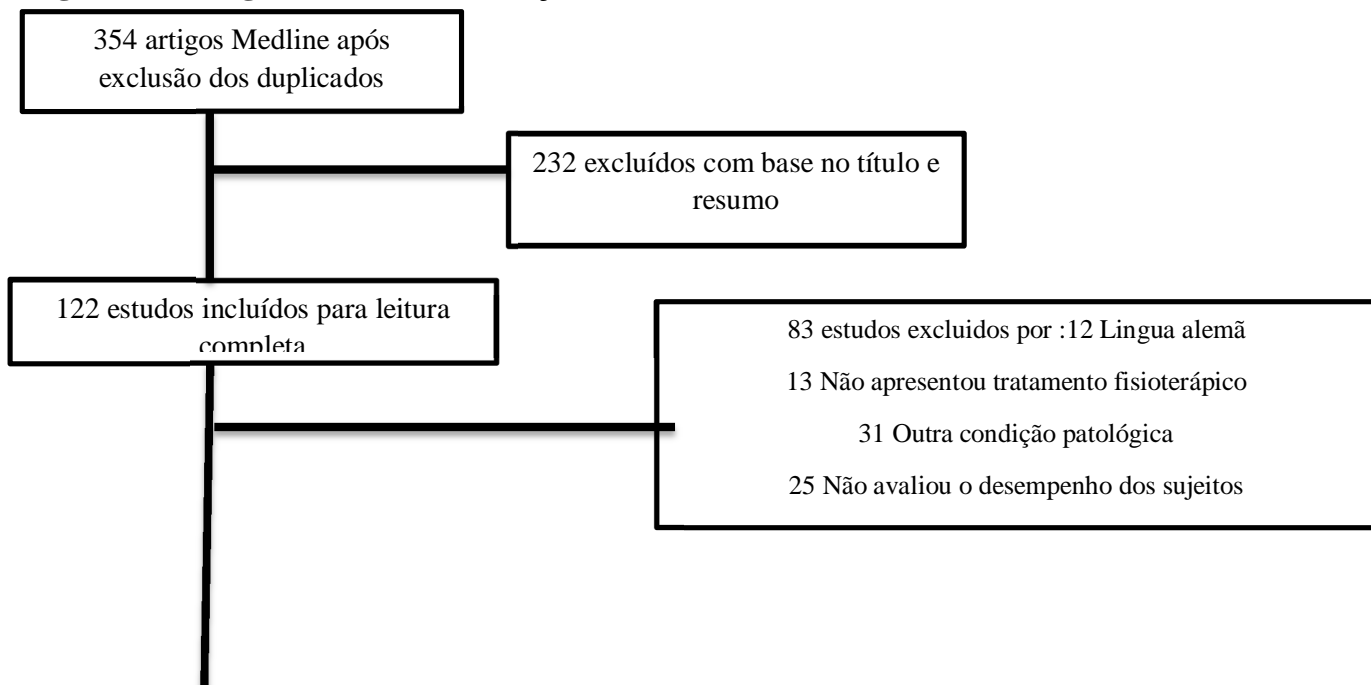 354 artigos Medline após
exclusão dos duplicados
232 excluídos com base no título e
resumo
122 estudos incluídos para leitura
completa
83 estudos excluidos por :12 Lingua alemã
13 Não apresentou tratamento fisioterápico
31 Outra condição patológica
25 Não avaliou o desempenho dos sujeitos